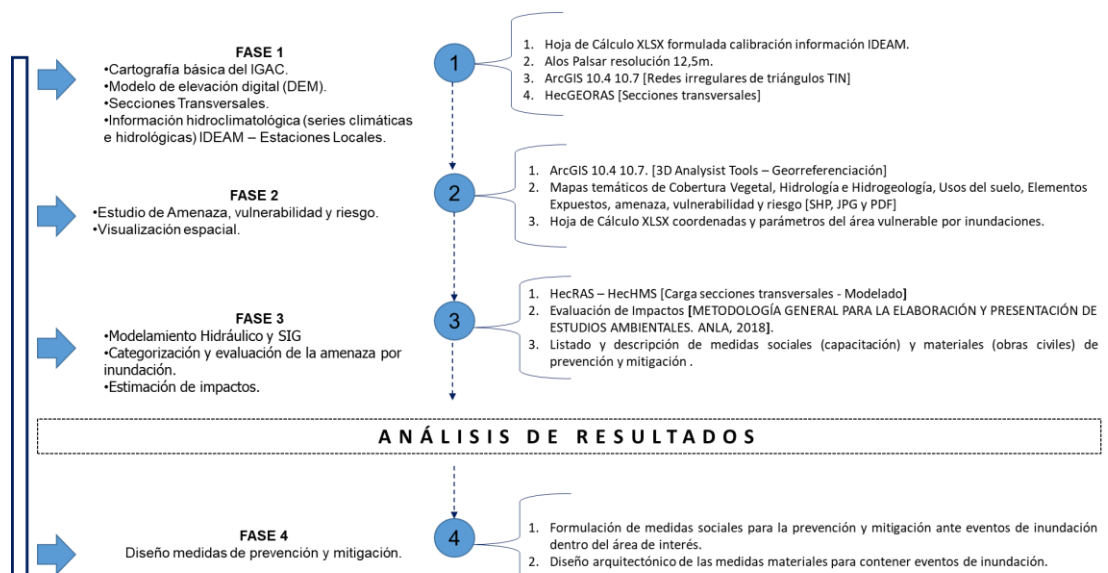 FASE 1
•Cartografía básica del IGAC.
•Modelo de elevación digital (DEM).
•Secciones Transversales.
•Información hidroclimatológica (series climáticas
e hidrológicas) IDEAM – Estaciones Locales.
1
1. Hoja de Cálculo XLSX formulada calibración información IDEAM.
2. Alos Palsar resolución 12,5m.
3. ArcGIS 10.4 10.7 [Redes irregulares de triángulos TIN]
4. HecGEORAS [Secciones transversales]
FASE 2
•Estudio de Amenaza, vulnerabilidad y riesgo.
•Visualización espacial.
2
1. ArcGIS 10.4 10.7. [3D Analysist Tools – Georreferenciación]
2. Mapas temáticos de Cobertura Vegetal, Hidrología e Hidrogeología, Usos del suelo, Elementos
Expuestos, amenaza, vulnerabilidad y riesgo [SHP, JPG y PDF]
3. Hoja de Cálculo XLSX coordenadas y parámetros del área vulnerable por inundaciones.
FASE 3
•Modelamiento Hidráulico y SIG
•Categorización y evaluación de la amenaza por
inundación.
•Estimación de impactos.
3
1. HecRAS – HecHMS [Carga secciones transversales - Modelado]
2. Evaluación de Impactos [METODOLOGÍA GENERAL PARA LA ELABORACIÓN Y PRESENTACIÓN DE
ESTUDIOS AMBIENTALES. ANLA, 2018].
3. Listado y descripción de medidas sociales (capacitación) y materiales (obras civiles) de
prevención y mitigación .
ANÁLISIS DE RESULTADOS
FASE 4
Diseño medidas de prevención y mitigación.
4
1. Formulación de medidas sociales para la prevención y mitigación ante eventos de inundación
dentro del área de interés.
2. Diseño arquitectónico de las medidas materiales para contener eventos de inundación.